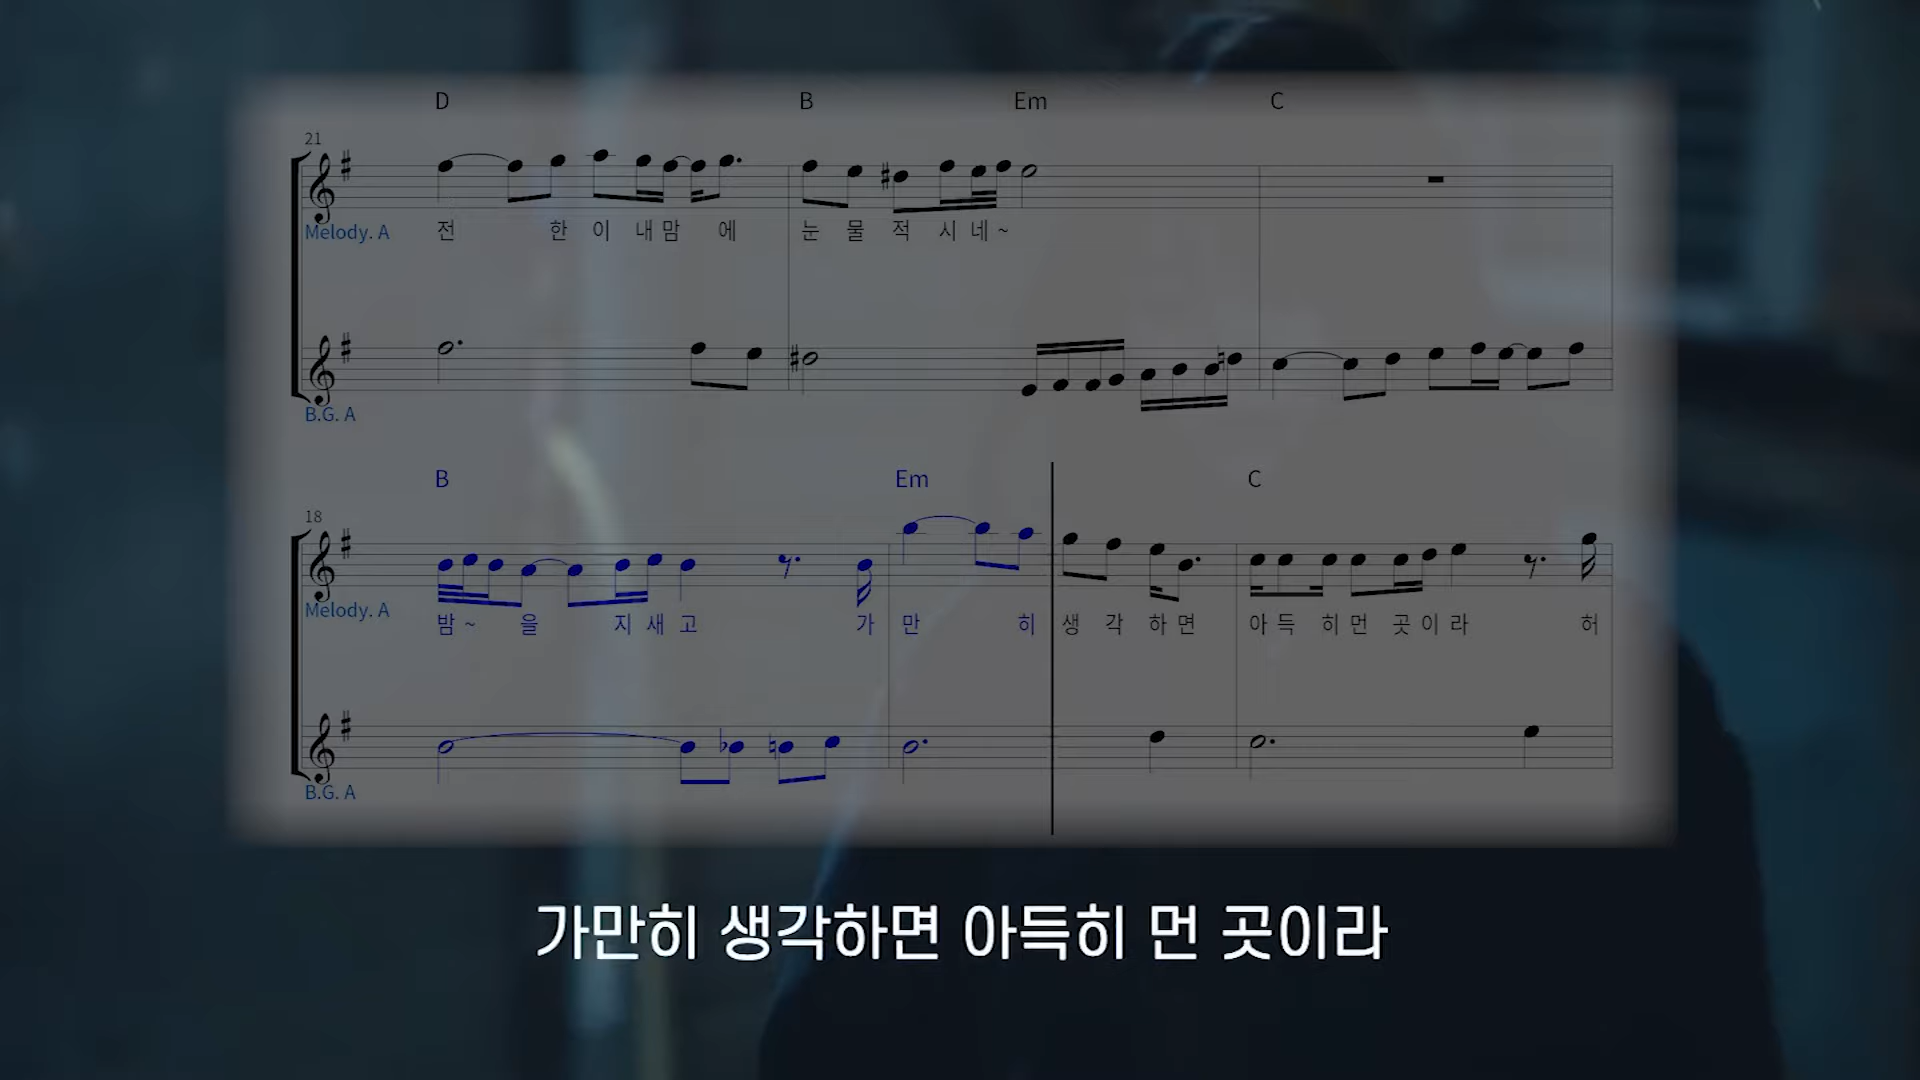 D B Em C
21
Melody. A 전 한 이 내 맘 에 눈 물 적 시 네 ~
B.G. A
B Em C
18
Melody. A 밤 ~ 을 지 새 고 가 만 히 생 각 하 면 아 득 히 먼 곳 이 라 허
B.G. A
가만히 생각하면 아득히 먼 곳이라